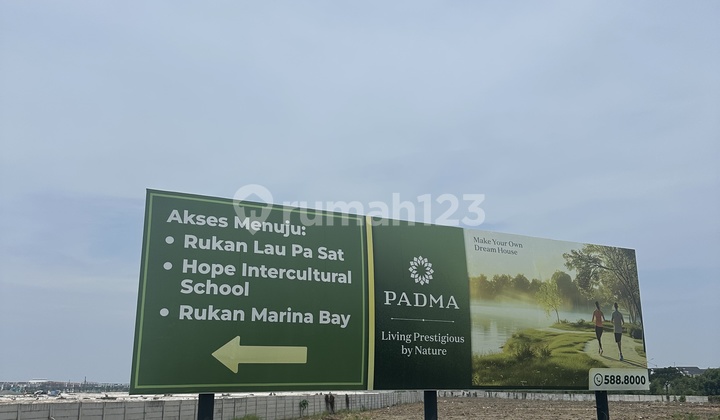 Akses Menuju:
• Rukan Lau Pa Sat
• Hope Intercultural
School
• Rukan Marina Bay
PADMA
Living Prestigious
by Nature
Make Your Own
Dream House
588.8000
rumah123